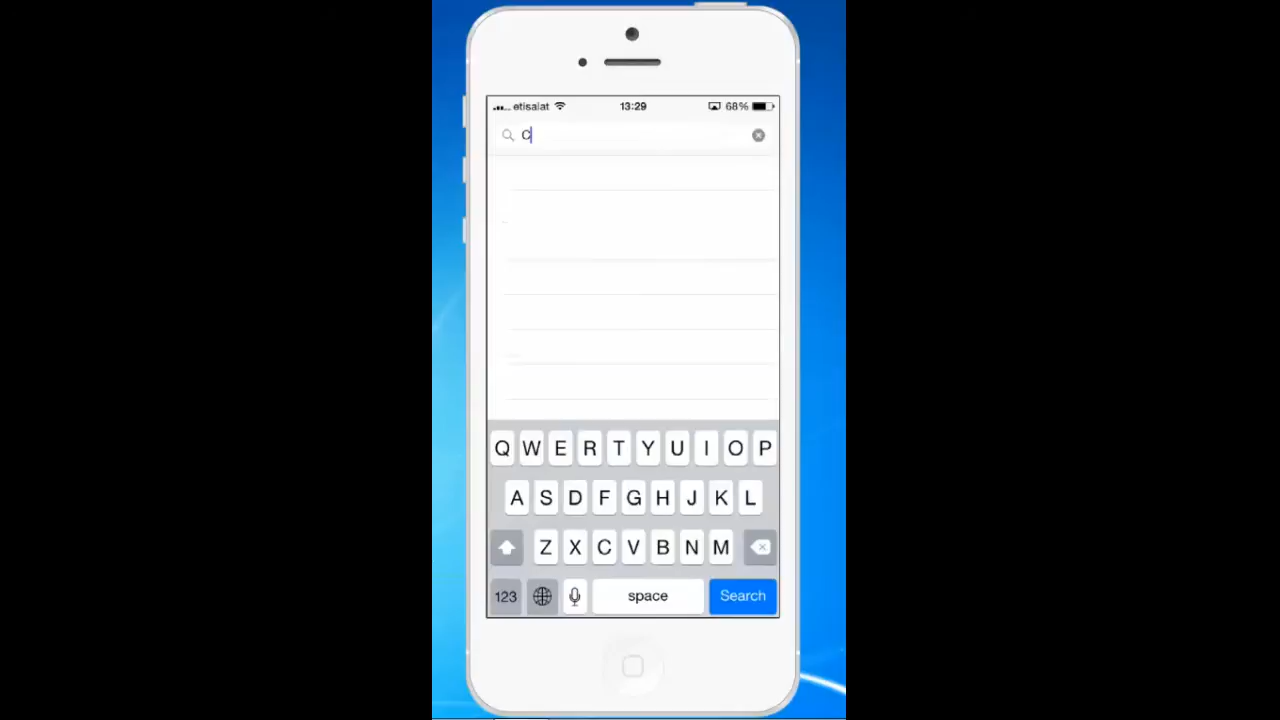 etisalat 13:29 68%
C
Q W E R T Y U I O P
A S D F G H J K L
Z X C V B N M
123 space Search